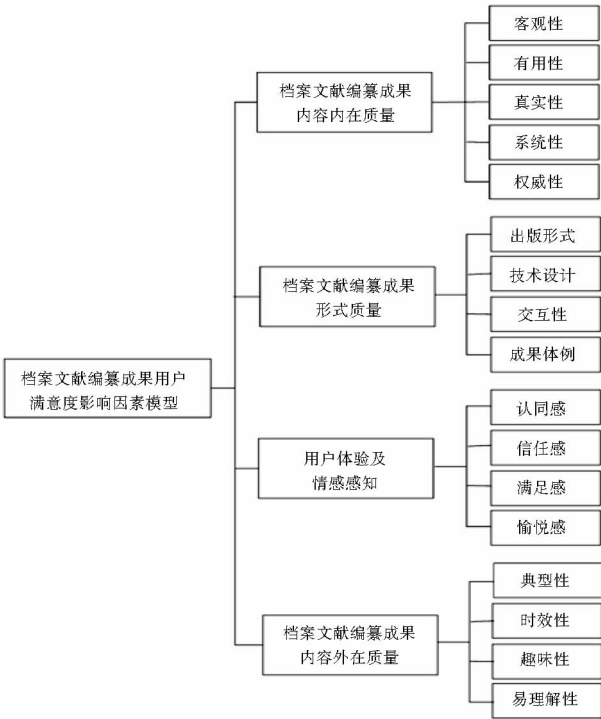 档案文献编纂成果用户
满意度影响因素模型
档案文献编纂成果
内容内在质量
客观性
有用性
真实性
系统性
权威性
档案文献编纂成果
形式质量
出版形式
技术设计
交互性
成果体例
用户体验及
情感感知
认同感
信任感
满足感
愉悦感
档案文献编纂成果
内容外在质量
典型性
时效性
趣味性
易理解性